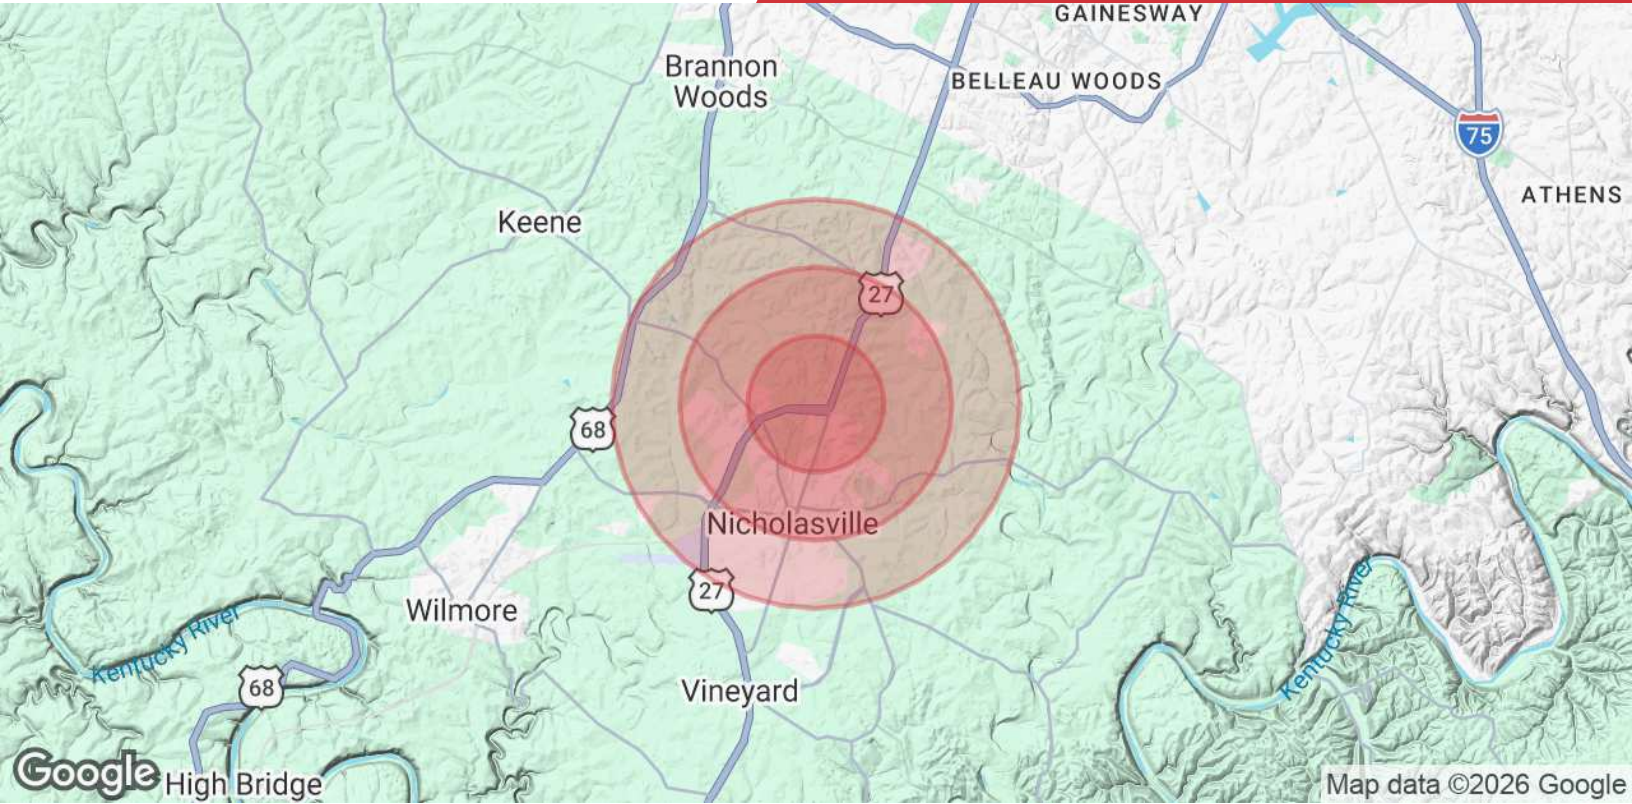 GAINESWAY
Brannon
Woods
BELLEAU WOODS
75
ATHENS
Keene
27
68
Nicholasville
27
Wilmore
Kentucky River
Kentucky River
68
Vineyard
Google
High Bridge
Map data ©2026 Google